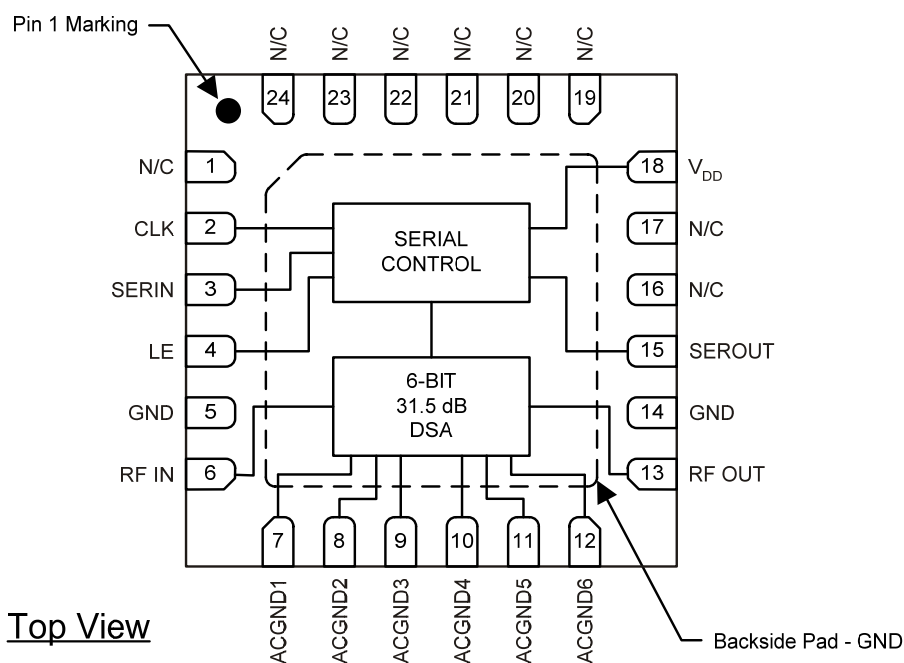 Pin 1 Marking
N/C
N/C
N/C
N/C
N/C
N/C
24
23
22
21
20
19
N/C
1
18
VDD
CLK
2
17
N/C
SERIAL
CONTROL
SERIN
3
16
N/C
LE
4
15
SEROUT
6-BIT
31.5 dB
DSA
GND
5
14
GND
RF IN
6
13
RF OUT
7
8
9
10
11
12
ACGND1
ACGND2
ACGND3
ACGND4
ACGND5
ACGND6
Top View
Backside Pad - GND